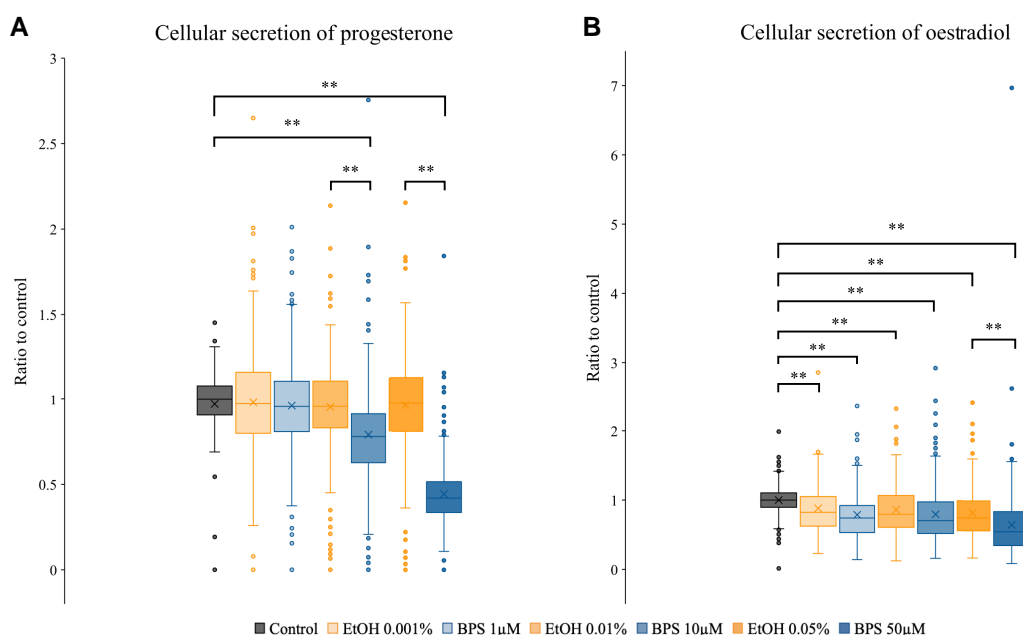 A
Cellular secretion of progesterone
3
2.5
2
1.5
1
0.5
0
Ratio to control
**
**
**
**
B
Cellular secretion of oestradiol
7
6
5
4
3
2
1
0
Ratio to control
**
**
**
**
**
**
**
Control
EtOH 0.001%
BPS 1µM
EtOH 0.01%
BPS 10µM
EtOH 0.05%
BPS 50µM